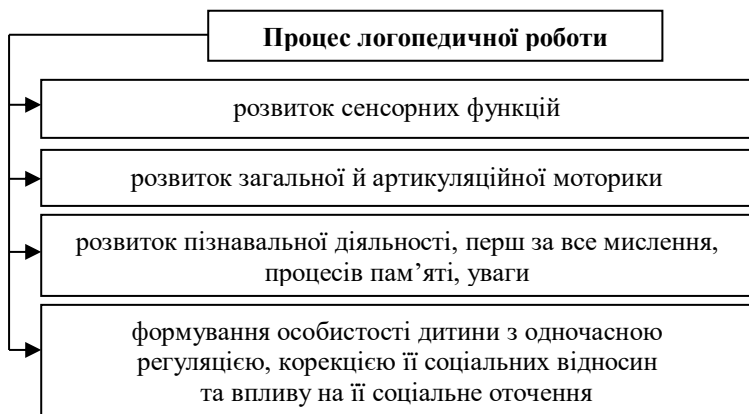 Процес логопедичної роботи
розвиток сенсорних функцій
розвиток загальної й артикуляційної моторики
розвиток пізнавальної діяльності, перш за все мислення,
процесів пам’яті, уваги
формування особистості дитини з одночасною
регуляцією, корекцією її соціальних відносин
та впливу на її соціальне оточення